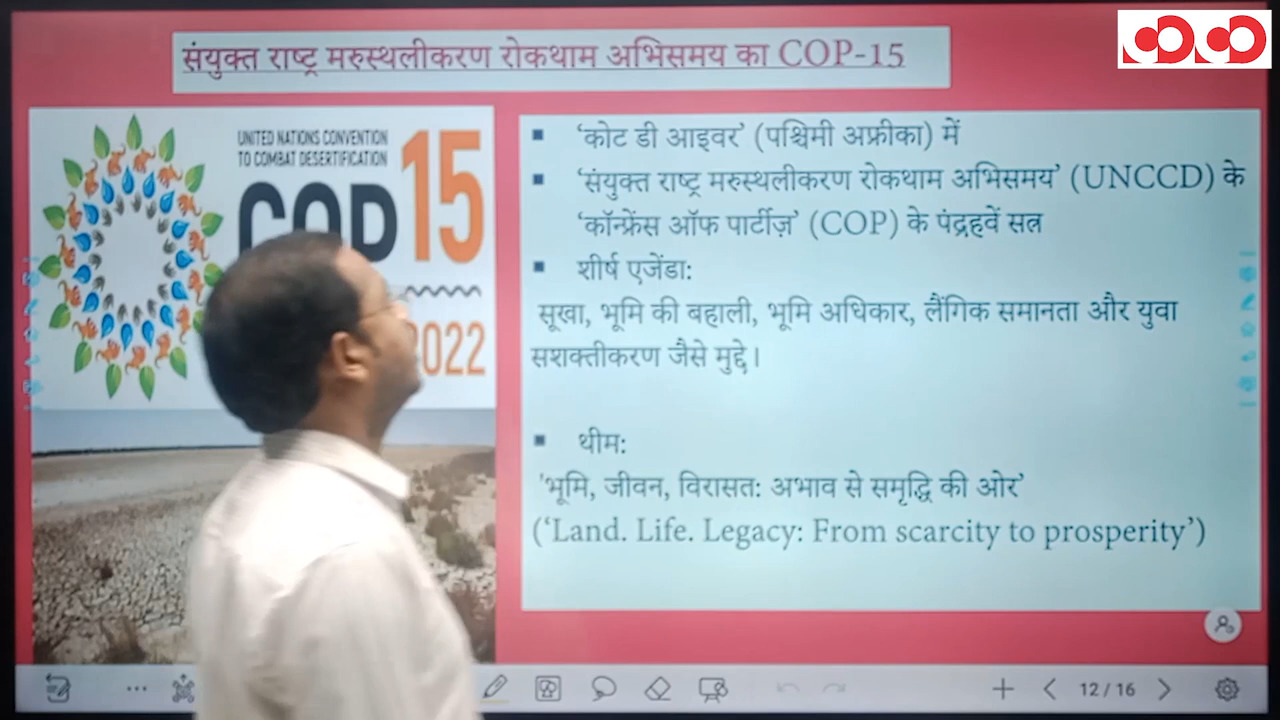 संयुक्त राष्ट्र मरुस्थलीकरण रोकथाम अभिसमय का COP-15
UNITED NATIONS CONVENTION
TO COMBAT DESERTIFICATION
COP 15
2022
▪ ‘कोट डी आइवर’ (पश्चिमी अफ्रीका) में
▪ ‘संयुक्त राष्ट्र मरुस्थलीकरण रोकथाम अभिसमय’ (UNCCD) के
‘कॉन्फ्रेंस ऑफ पार्टीज़’ (COP) के पंद्रहवें सत्र
▪ शीर्ष एजेंडा:
सूखा, भूमि की बहाली, भूमि अधिकार, लैंगिक समानता और युवा
सशक्तीकरण जैसे मुद्दे।
▪ थीम:
'भूमि, जीवन, विरासत: अभाव से समृद्धि की ओर’
(‘Land. Life. Legacy: From scarcity to prosperity’)
12 / 16